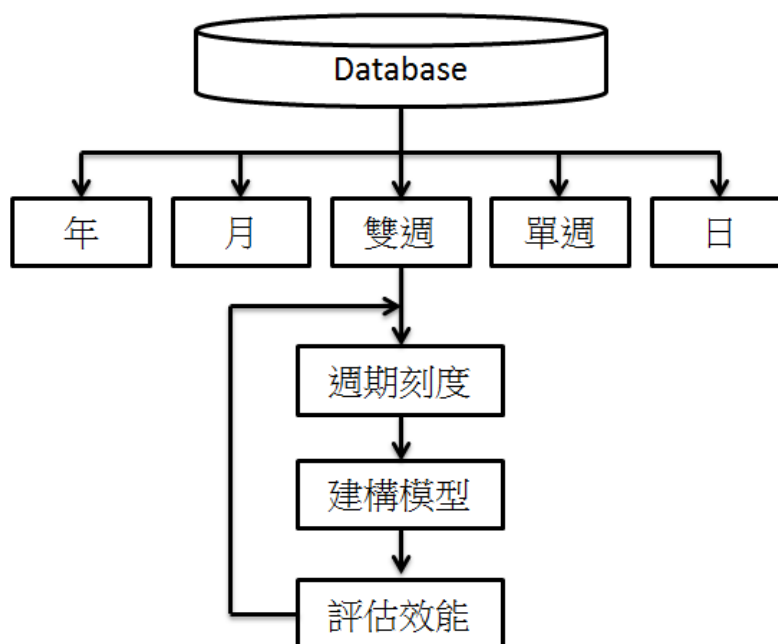 Database
年
月
雙週
單週
日
週期刻度
建構模型
評估效能